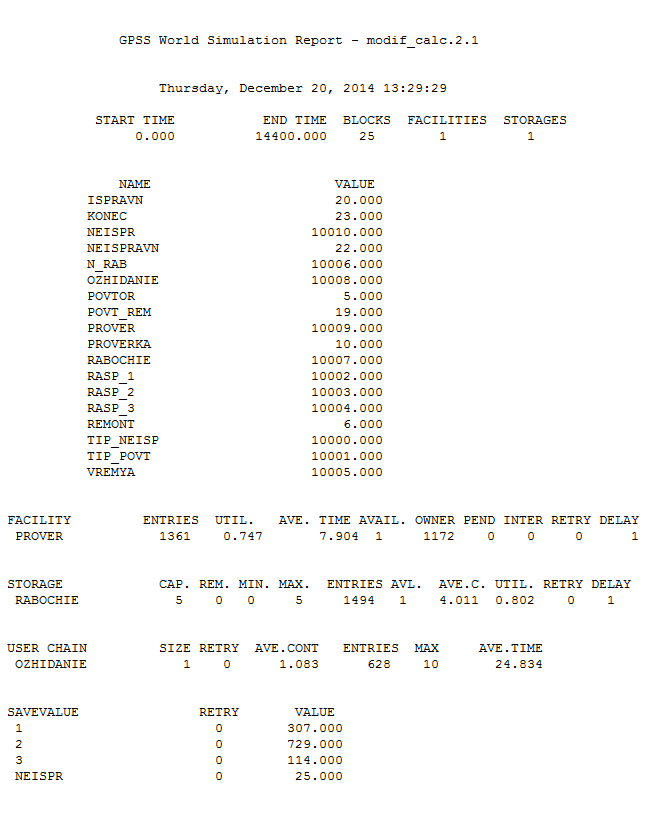 GPSS World Simulation Report - modif_calc.2.1
Thursday, December 20, 2014 13:29:29
START TIME END TIME BLOCKS FACILITIES STORAGES
0.000 14400.000 25 1 1
NAME VALUE
ISPRAVN 20.000
KONEC 23.000
NEISPR 10010.000
NEISPRAVN 22.000
N_RAB 10006.000
OZHIDANIE 10008.000
POVTOR 5.000
POVT_REM 19.000
PROVER 10009.000
PROVERKA 10.000
RABOCHIE 10007.000
RASP_1 10002.000
RASP_2 10003.000
RASP_3 10004.000
REMONT 6.000
TIP_NEISP 10000.000
TIP_POVT 10001.000
VREMYA 10005.000
FACILITY ENTRIES UTIL. AVE. TIME AVAIL. OWNER PEND INTER RETRY DELAY
PROVER 1361 0.747 7.904 1 1172 0 0 0 1
STORAGE CAP. REM. MIN. MAX. ENTRIES AVL. AVE.C. UTIL. RETRY DELAY
RABOCHIE 5 0 0 5 1494 1 4.011 0.802 0 1
USER CHAIN SIZE RETRY AVE.CONT ENTRIES MAX AVE.TIME
OZHIDANIE 1 0 1.083 628 10 24.834
SAVEVALUE RETRY VALUE
1 0 307.000
2 0 729.000
3 0 114.000
NEISPR 0 25.000